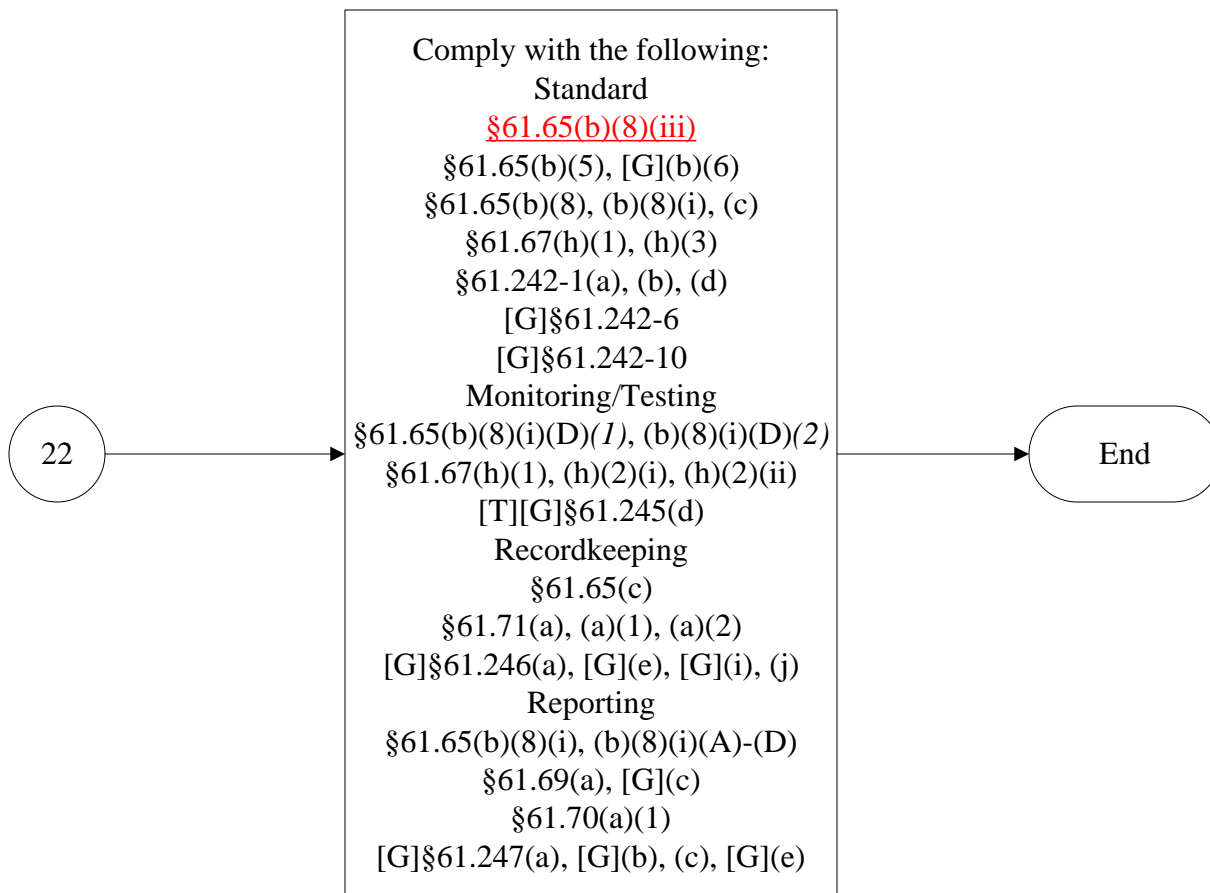 22
Comply with the following:
Standard
§61.65(b)(8)(iii)
§61.65(b)(5), [G](b)(6)
§61.65(b)(8), (b)(8)(i), (c)
§61.67(h)(1), (h)(3)
§61.242-1(a), (b), (d)
[G]§61.242-6
[G]§61.242-10
Monitoring/Testing
§61.65(b)(8)(i)(D)(1), (b)(8)(i)(D)(2)
§61.67(h)(1), (h)(2)(i), (h)(2)(ii)
[T][G]§61.245(d)
Recordkeeping
§61.65(c)
§61.71(a), (a)(1), (a)(2)
[G]§61.246(a), [G](e), [G](i), (j)
Reporting
§61.65(b)(8)(i), (b)(8)(i)(A)-(D)
§61.69(a), [G](c)
§61.70(a)(1)
[G]§61.247(a), [G](b), (c), [G](e)
End